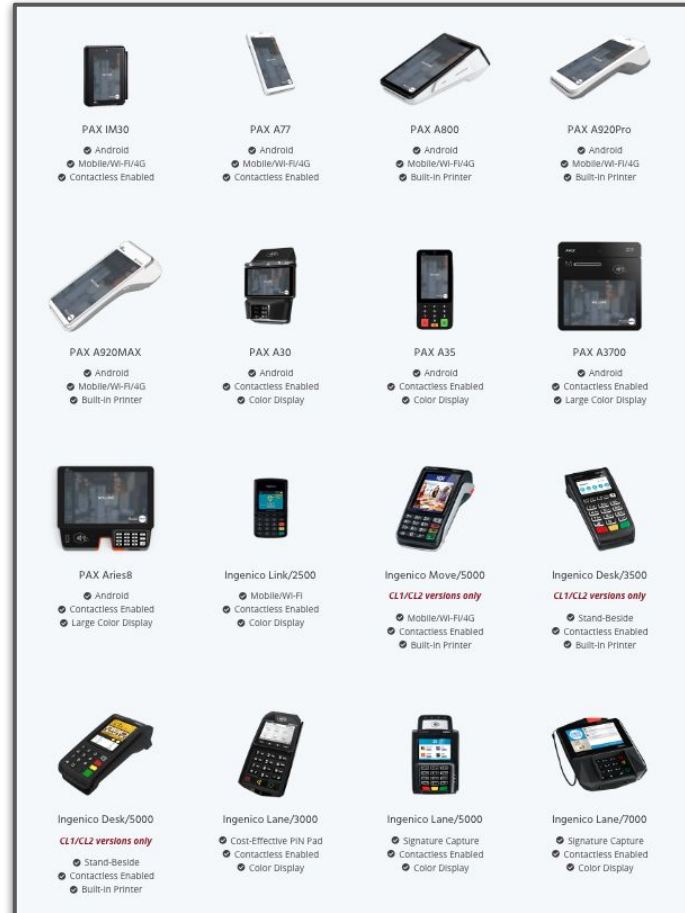 PAX IM30
Android
Mobile/Wi-Fi/4G
Contactless Enabled
PAX A77
Android
Mobile/Wi-Fi/4G
Contactless Enabled
PAX A800
Android
Mobile/Wi-Fi/4G
Built-in Printer
PAX A920Pro
Android
Mobile/Wi-Fi/4G
Built-in Printer
PAX A920MAX
Android
Mobile/Wi-Fi/4G
Built-in Printer
PAX A30
Android
Contactless Enabled
Color Display
PAX A35
Android
Contactless Enabled
Color Display
PAX A3700
Android
Contactless Enabled
Large Color Display
PAX Aries8
Android
Contactless Enabled
Large Color Display
Ingenico Link/2500
Mobile/Wi-Fi
Contactless Enabled
Color Display
Ingenico Move/5000
CL1/CL2 versions only
Mobile/Wi-Fi/4G
Contactless Enabled
Built-in Printer
Ingenico Desk/3500
CL1/CL2 versions only
Stand-Beside
Contactless Enabled
Built-in Printer
Ingenico Desk/5000
CL1/CL2 versions only
Stand-Beside
Contactless Enabled
Built-in Printer
Ingenico Lane/3000
Cost-Effective PIN Pad
Contactless Enabled
Color Display
Ingenico Lane/5000
Signature Capture
Contactless Enabled
Color Display
Ingenico Lane/7000
Signature Capture
Contactless Enabled
Color Display